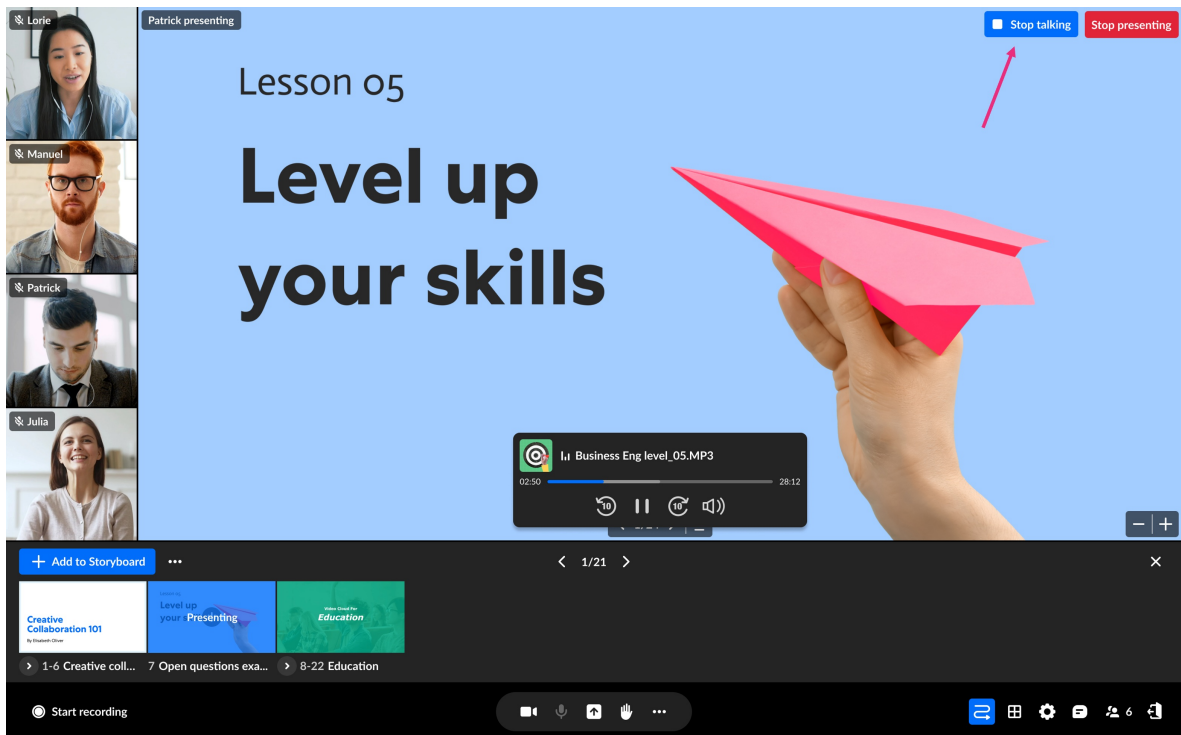 Lorie
Patrick presenting
Stop talking
Stop presenting
Lesson 05
Level up
your skills
Manuel
Patrick
Julia
Business Eng level_05.MP3
02:50
28:12
10
10
+ Add to Storyboard
1/21
Creative
Collaboration 101
By Elizabeth Oliver
Level up
your s
Presenting
Video Cloud For
Education
1-6 Creative coll...
7 Open questions exa...
8-22 Education
Start recording
6